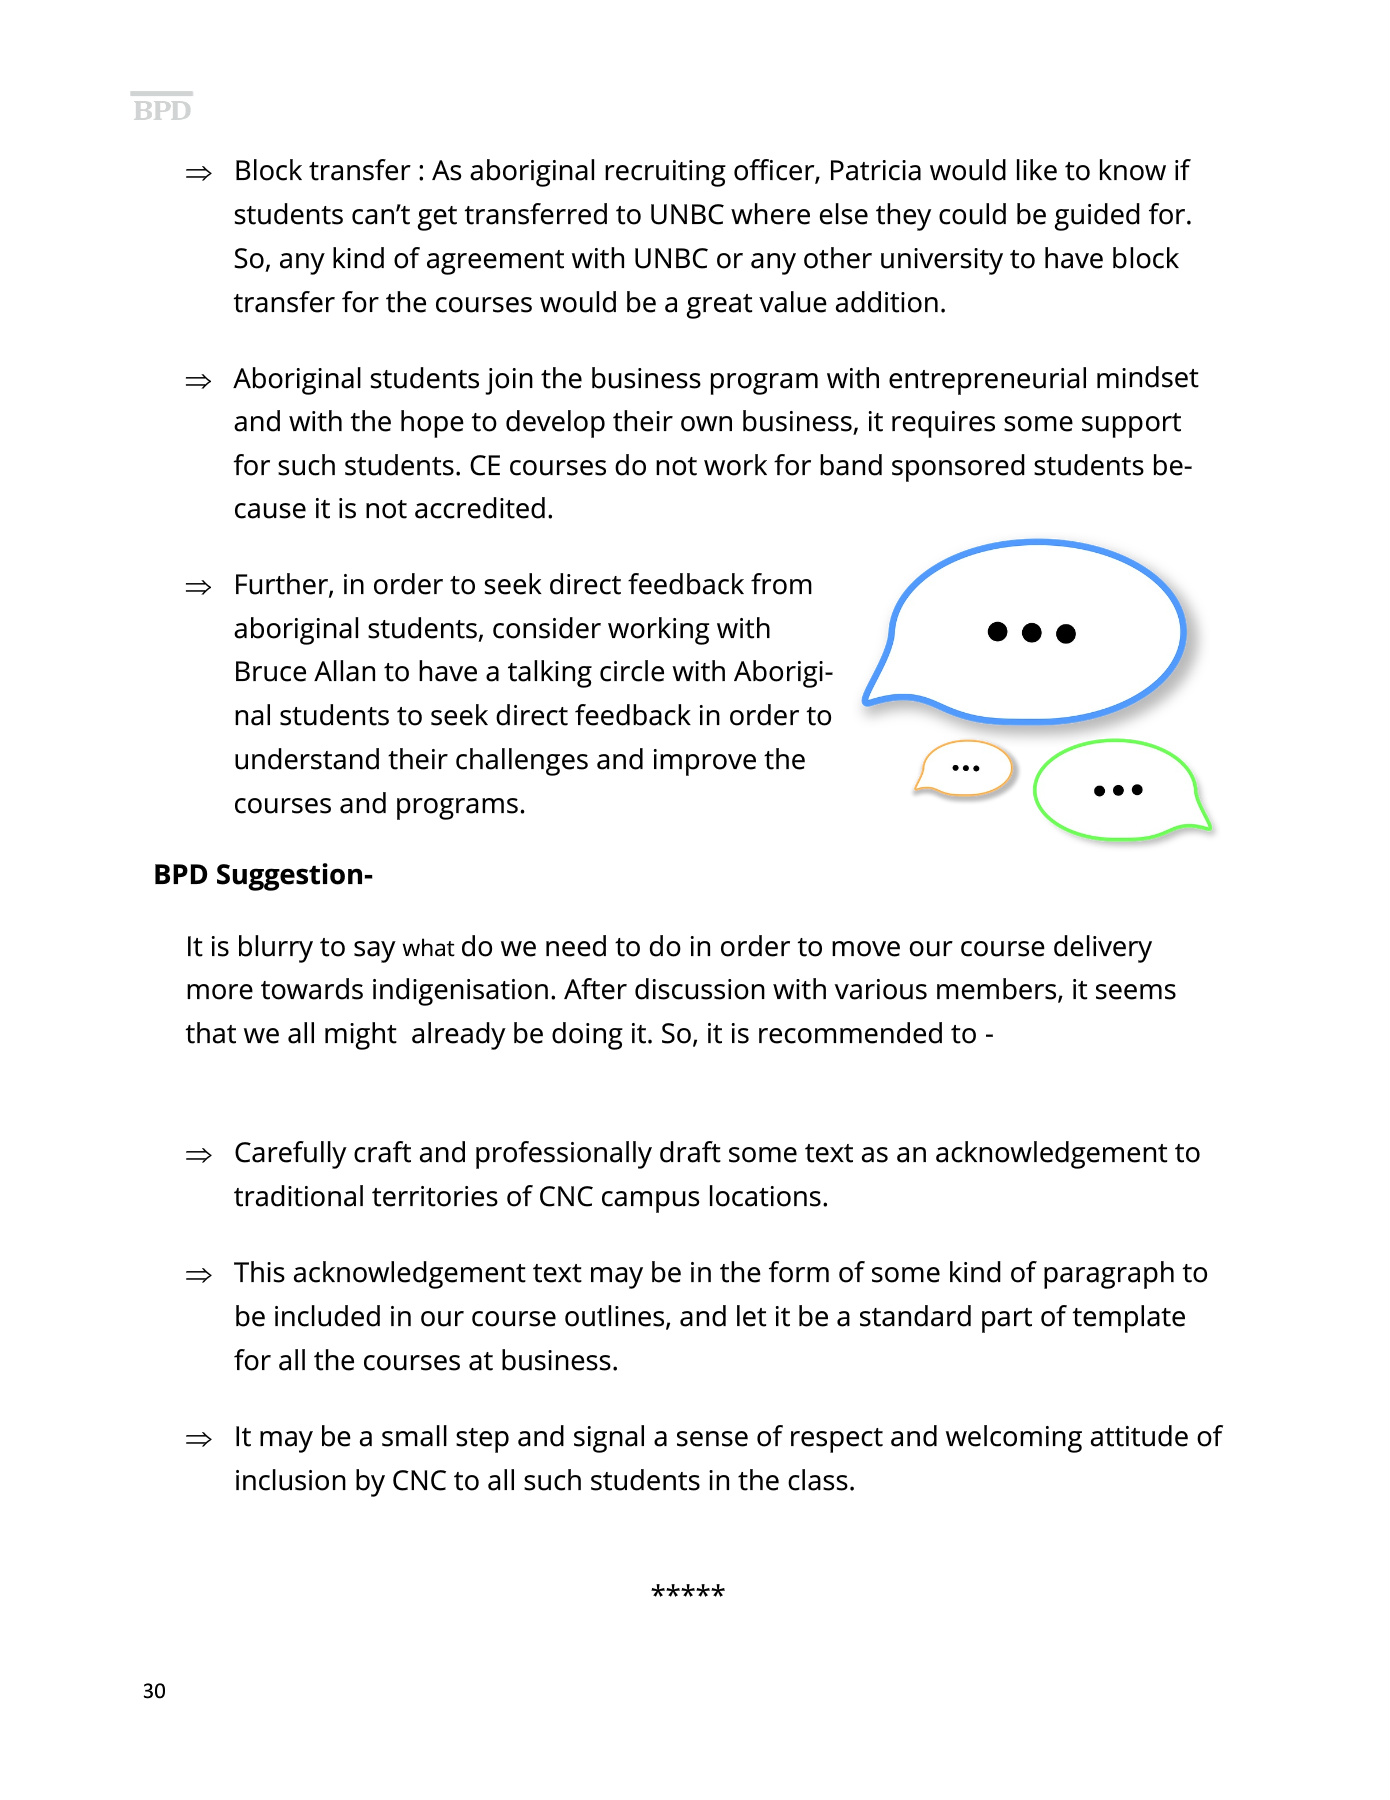 BPD
⇒ Block transfer : As aboriginal recruiting officer, Patricia would like to know if
students can’t get transferred to UNBC where else they could be guided for.
So, any kind of agreement with UNBC or any other university to have block
transfer for the courses would be a great value addition.
⇒ Aboriginal students join the business program with entrepreneurial mindset
and with the hope to develop their own business, it requires some support
for such students. CE courses do not work for band sponsored students be-
cause it is not accredited.
⇒ Further, in order to seek direct feedback from
aboriginal students, consider working with
Bruce Allan to have a talking circle with Aborigi-
nal students to seek direct feedback in order to
understand their challenges and improve the
courses and programs.
BPD Suggestion-
It is blurry to say what do we need to do in order to move our course delivery
more towards indigenisation. After discussion with various members, it seems
that we all might  already be doing it. So, it is recommended to -
⇒ Carefully craft and professionally draft some text as an acknowledgement to
traditional territories of CNC campus locations.
⇒ This acknowledgement text may be in the form of some kind of paragraph to
be included in our course outlines, and let it be a standard part of template
for all the courses at business.
⇒ It may be a small step and signal a sense of respect and welcoming attitude of
inclusion by CNC to all such students in the class.
*****
30